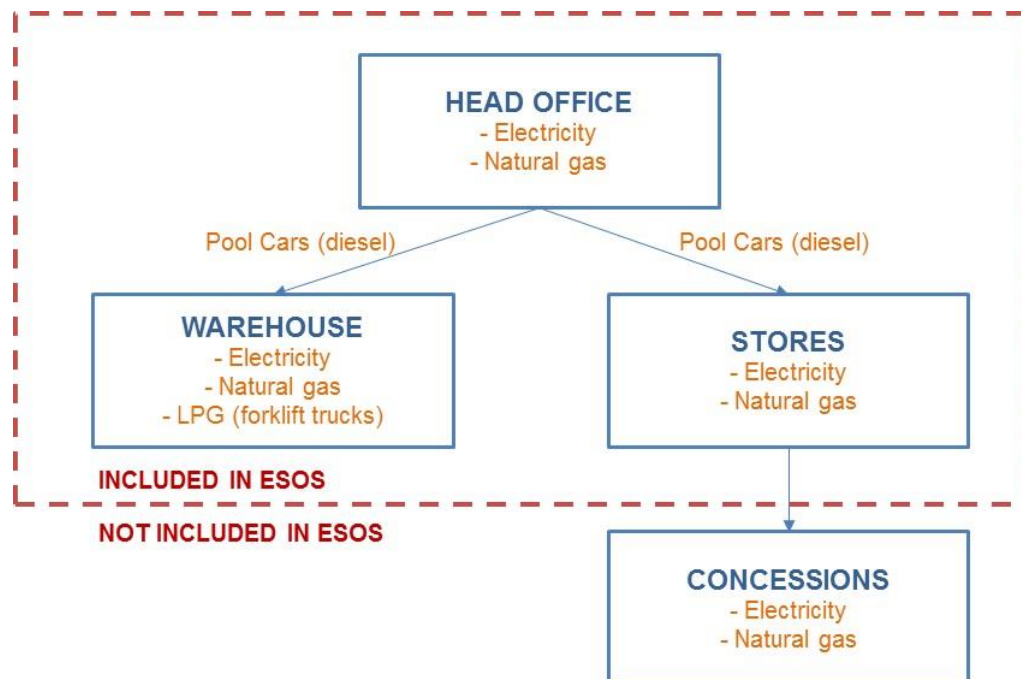 HEAD OFFICE
- Electricity
- Natural gas
Pool Cars (diesel)
Pool Cars (diesel)
WAREHOUSE
- Electricity
- Natural gas
- LPG (forklift trucks)
STORES
- Electricity
- Natural gas
INCLUDED IN ESOS
NOT INCLUDED IN ESOS
CONCESSIONS
- Electricity
- Natural gas